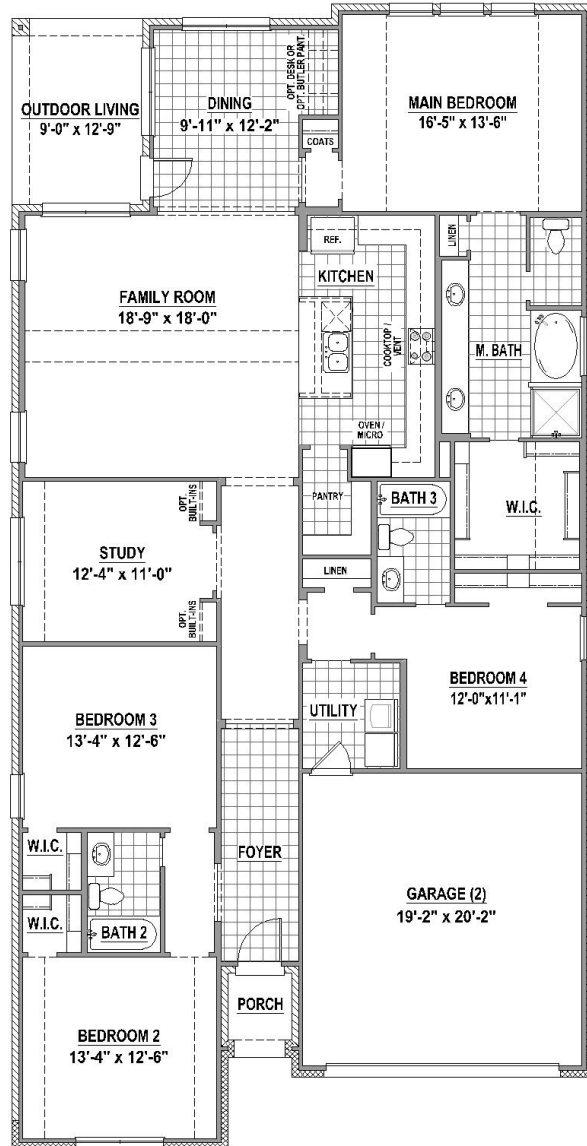 OUTDOOR LIVING
9'-0" x 12'-9"
DINING
9'-11" x 12'-2"
OPT. DESK OR
OPT. BUTLER PANT.
COATS
MAIN BEDROOM
16'-5" x 13'-6"
FAMILY ROOM
18'-9" x 18'-0"
REF.
KITCHEN
COOKTOP /
VENT
OVEN /
MICRO
PANTRY
LINEN
M. BATH
W.I.C.
BATH 3
STUDY
12'-4" x 11'-0"
OPT.
BUILT-INS
OPT.
BUILT-INS
LINEN
UTILITY
BEDROOM 4
12'-0"x11'-1"
BEDROOM 3
13'-4" x 12'-6"
W.I.C.
W.I.C.
BATH 2
FOYER
GARAGE (2)
19'-2" x 20'-2"
PORCH
BEDROOM 2
13'-4" x 12'-6"